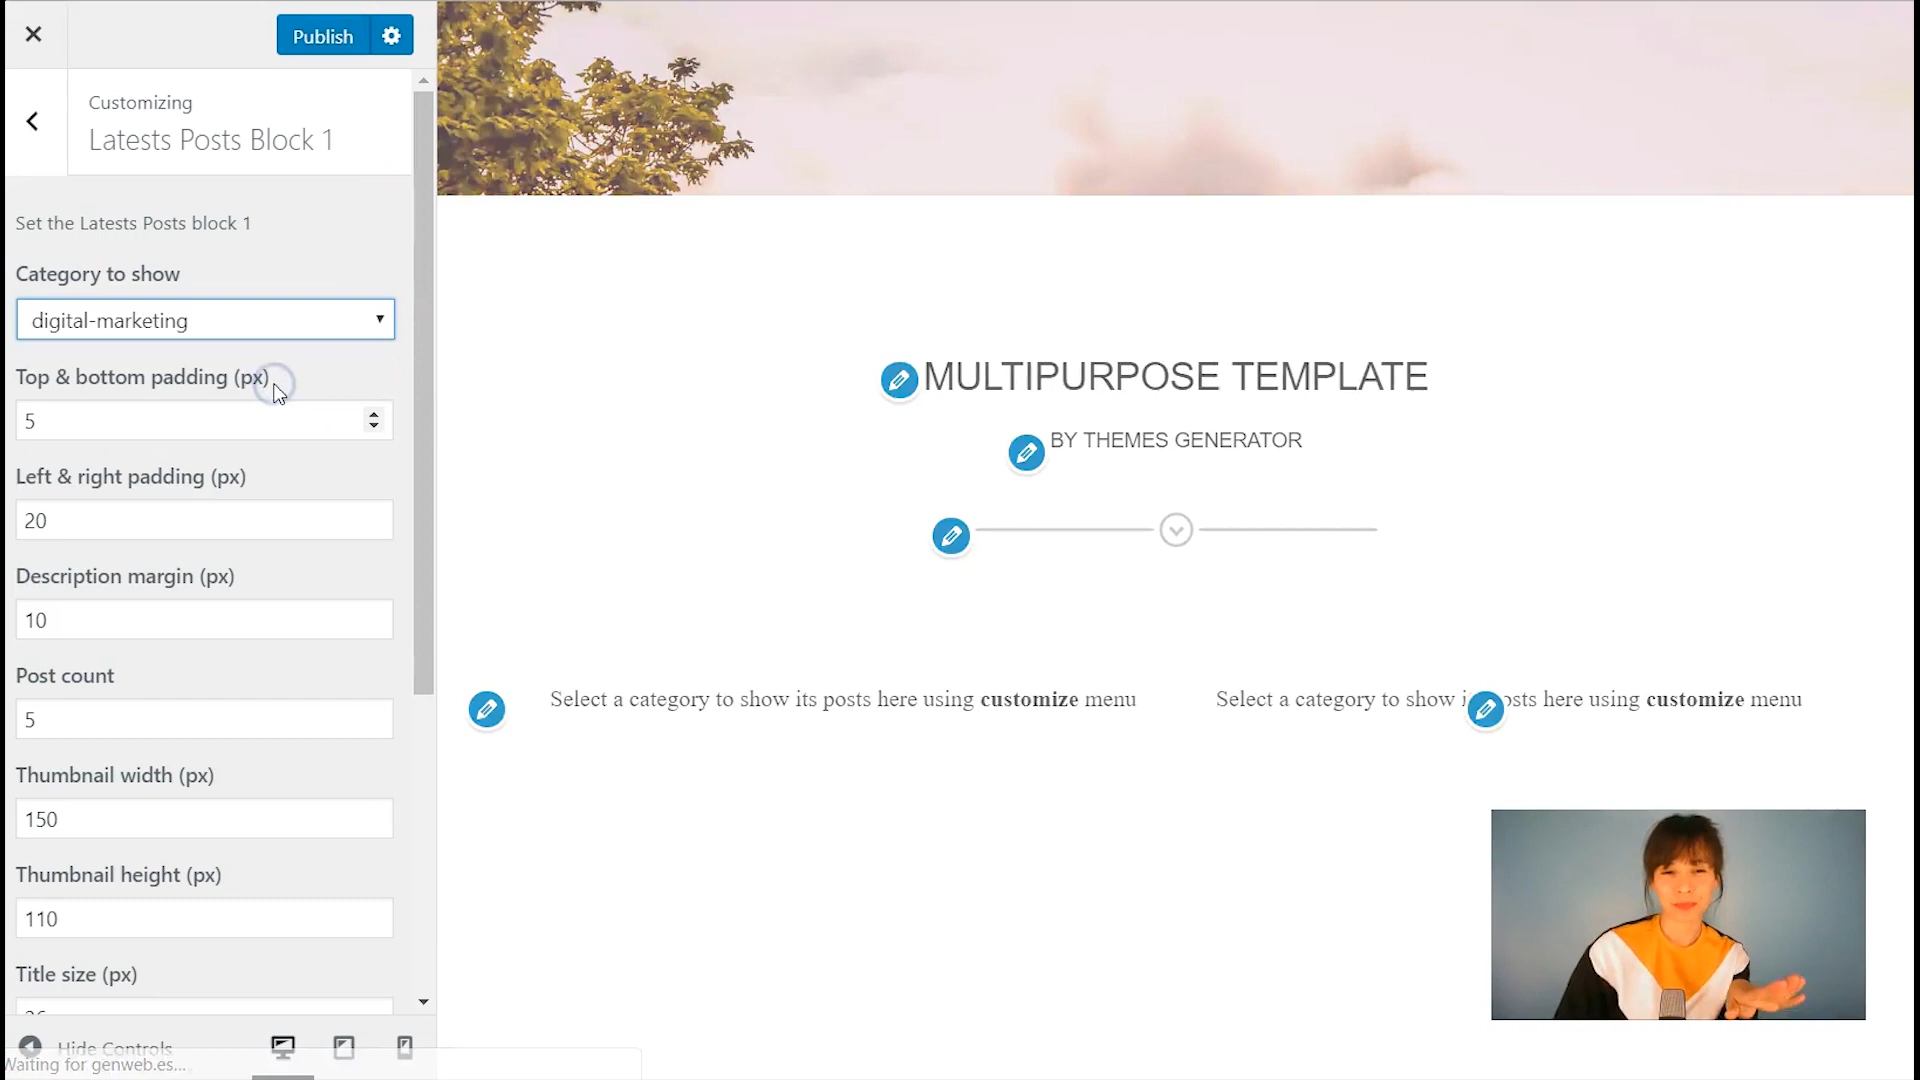 Publish
Customizing
Latests Posts Block 1
Set the Latests Posts block 1
Category to show
digital-marketing
Top & bottom padding (px)
5
Left & right padding (px)
20
Description margin (px)
10
Post count
5
Thumbnail width (px)
150
Thumbnail height (px)
110
Title size (px)
Hide Controls
Waiting for genweb.es...
MULTIPURPOSE TEMPLATE
BY THEMES GENERATOR
Select a category to show its posts here using customize menu
Select a category to show its posts here using customize menu